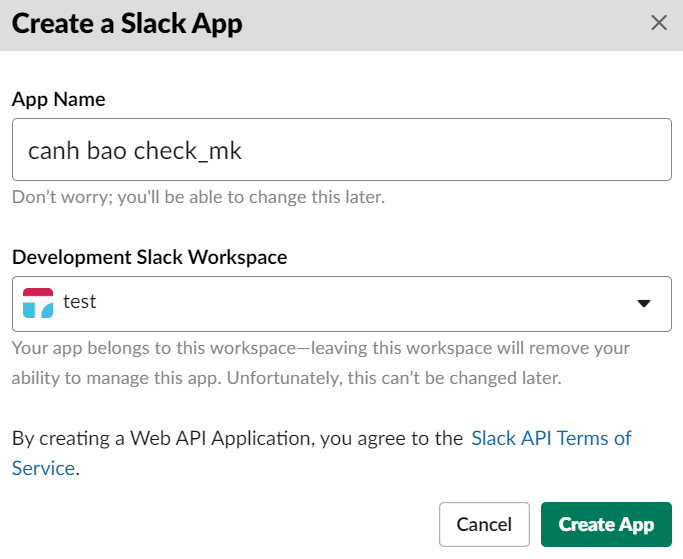 Create a Slack App
App Name
canh bao check_mk
Don’t worry; you'll be able to change this later.
Development Slack Workspace
test
Your app belongs to this workspace—leaving this workspace will remove your
ability to manage this app. Unfortunately, this can’t be changed later.
By creating a Web API Application, you agree to the Slack API Terms of
Service.
Cancel
Create App